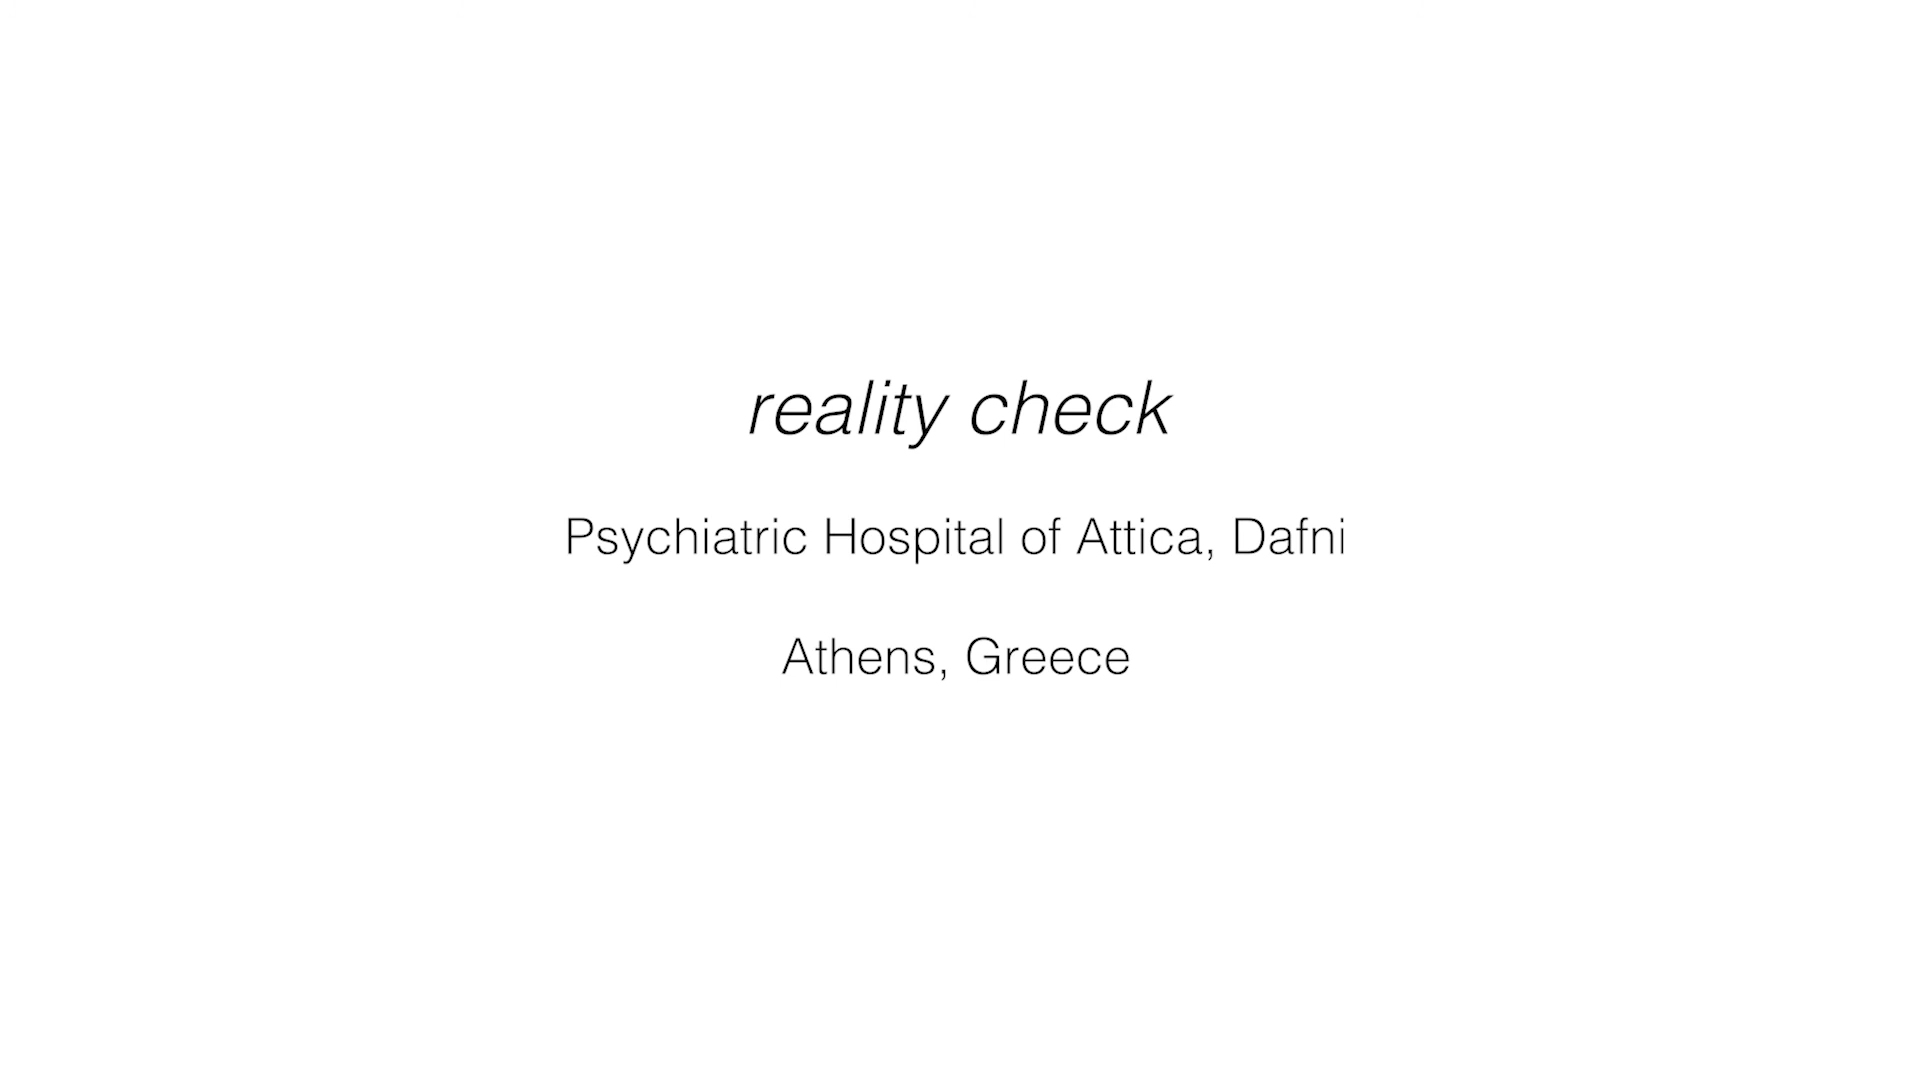 reality check
Psychiatric Hospital of Attica, Dafni
Athens, Greece